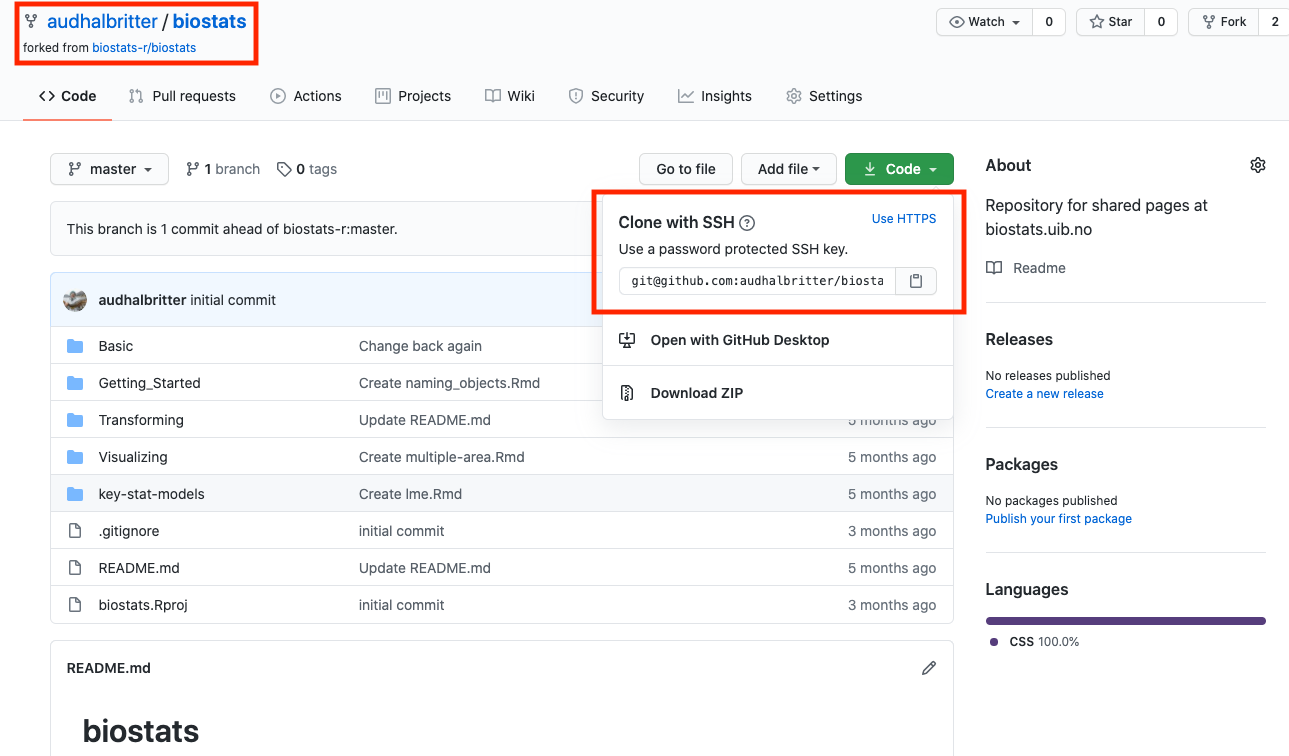 audhalbritter / biostats
forked from biostats-r/biostats
Watch 0 Star 0 Fork 2
Code Pull requests Actions Projects Wiki Security Insights Settings
master 1 branch 0 tags Go to file Add file Code
This branch is 1 commit ahead of biostats-r:master.
Clone with SSH Use HTTPS
Use a password protected SSH key.
git@github.com:audhalbritter/biosta
Open with GitHub Desktop
Download ZIP
audhalbritter initial commit
Basic Change back again
Getting_Started Create naming_objects.Rmd
Transforming Update README.md 5 months ago
Visualizing Create multiple-area.Rmd 5 months ago
key-stat-models Create lme.Rmd 5 months ago
.gitignore initial commit 3 months ago
README.md Update README.md 5 months ago
biostats.Rproj initial commit 3 months ago
README.md
biostats
About
Repository for shared pages at
biostats.uib.no
Readme
Releases
No releases published
Create a new release
Packages
No packages published
Publish your first package
Languages
CSS 100.0%